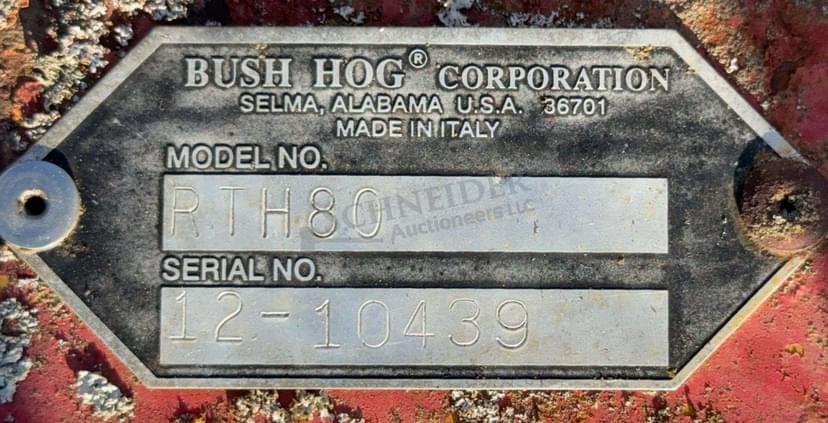 BUSH HOG® CORPORATION
SELMA, ALABAMA U.S.A. 36701
MADE IN ITALY
MODEL NO.
RTH80
SCHNEIDER
Auctioneers LLC
SERIAL NO.
12-10439